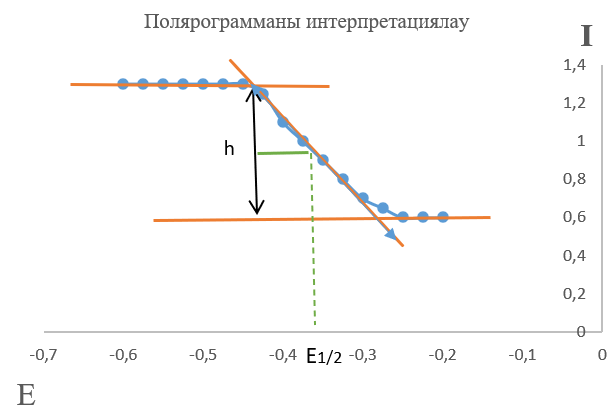 Полярограмманы интерпретациялау
I
1,4
1,2
1
0,8
0,6
0,4
0,2
0
h
-0,7 -0,6 -0,5 -0,4 -0,3 -0,2 -0,1 0
E1/2
E